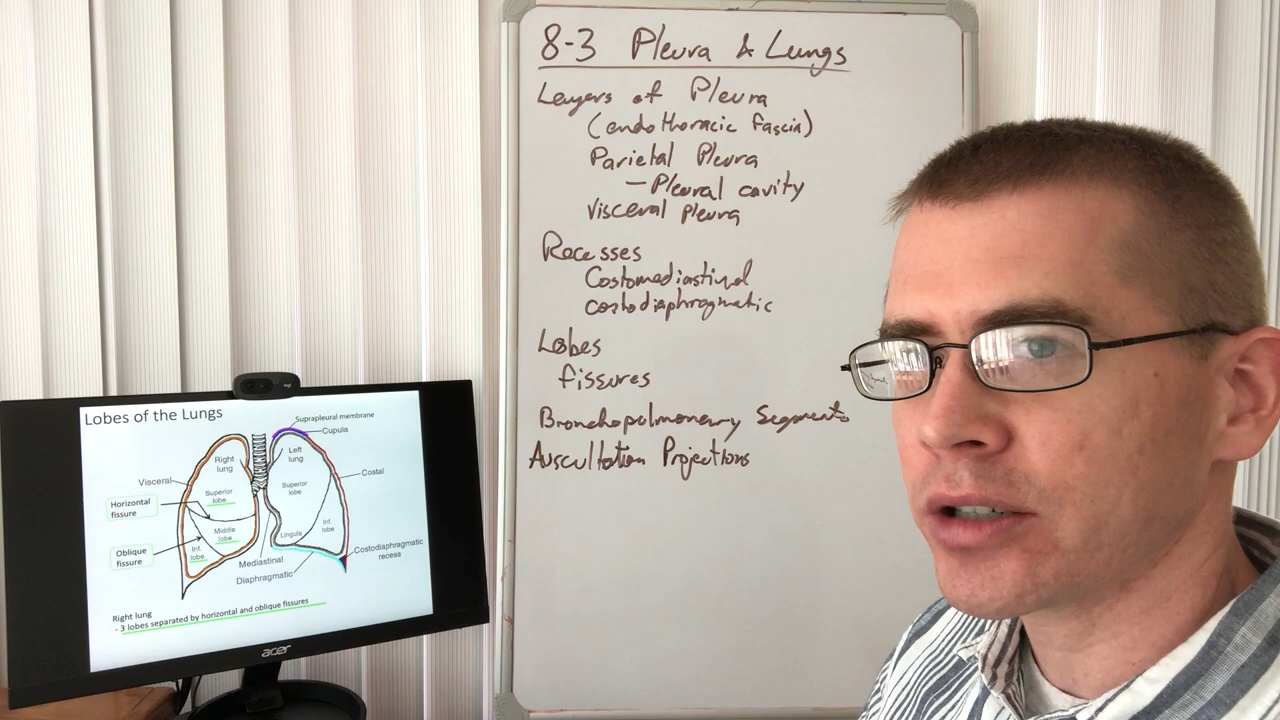 8-3 Pleura & Lungs
Layers of Pleura
(endothoracic fascia)
Parietal Pleura
- Pleural cavity
Visceral pleura
Recesses
Costomediastinal
costodiaphragmatic
Lobes
fissures
Bronchopulmonary Segments
Auscultation Projections
Lobes of the Lungs
Suprapleural membrane
Cupula
Right lung
Left lung
Visceral
Costal
Superior lobe
Superior lobe
Horizontal fissure
Middle lobe
Inf. lobe
Lingula
Inf. lobe
Oblique fissure
Mediastinal
Costodiaphragmatic recess
Diaphragmatic
Right lung
- 3 lobes separated by horizontal and oblique fissures
acer
logi